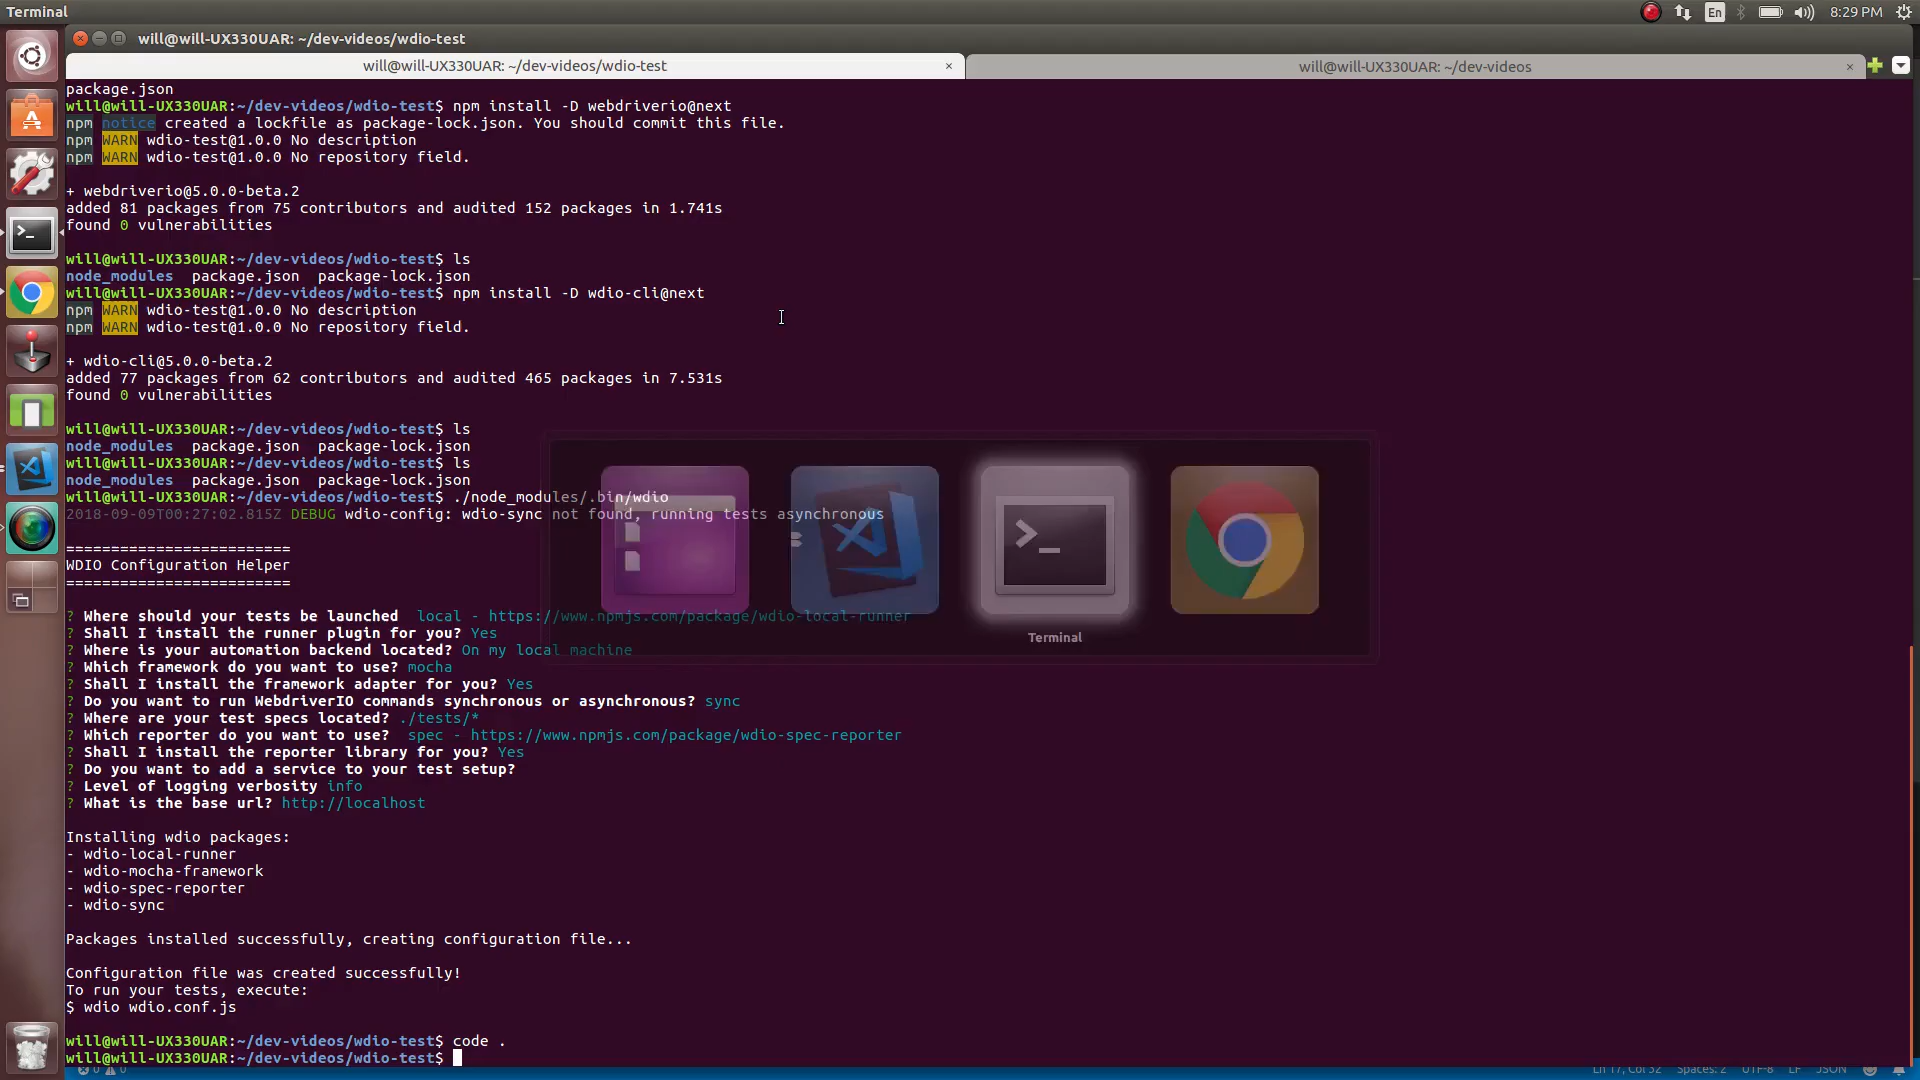 Terminal
En
8:29 PM
will@will-UX330UAR: ~/dev-videos/wdio-test
will@will-UX330UAR: ~/dev-videos/wdio-test ×
will@will-UX330UAR: ~/dev-videos ×
package.json
will@will-UX330UAR:~/dev-videos/wdio-test$ npm install -D webdriverio@next
npm notice created a lockfile as package-lock.json. You should commit this file.
npm WARN wdio-test@1.0.0 No description
npm WARN wdio-test@1.0.0 No repository field.
+ webdriverio@5.0.0-beta.2
added 81 packages from 75 contributors and audited 152 packages in 1.741s
found 0 vulnerabilities
will@will-UX330UAR:~/dev-videos/wdio-test$ ls
node_modules  package.json  package-lock.json
will@will-UX330UAR:~/dev-videos/wdio-test$ npm install -D wdio-cli@next
npm WARN wdio-test@1.0.0 No description
npm WARN wdio-test@1.0.0 No repository field.
+ wdio-cli@5.0.0-beta.2
added 77 packages from 62 contributors and audited 465 packages in 7.531s
found 0 vulnerabilities
will@will-UX330UAR:~/dev-videos/wdio-test$ ls
node_modules  package.json  package-lock.json
will@will-UX330UAR:~/dev-videos/wdio-test$ ls
node_modules  package.json  package-lock.json
will@will-UX330UAR:~/dev-videos/wdio-test$ ./node_modules/.bin/wdio
2018-09-09T00:27:02.815Z DEBUG wdio-config: wdio-sync not found, running tests asynchronous
=========================
WDIO Configuration Helper
=========================
? Where should your tests be launched  local - https://www.npmjs.com/package/wdio-local-runner
? Shall I install the runner plugin for you? Yes
Terminal
? Where is your automation backend located? On my local machine
? Which framework do you want to use? mocha
? Shall I install the framework adapter for you? Yes
? Do you want to run WebdriverIO commands synchronous or asynchronous? sync
? Where are your test specs located? ./tests/*
? Which reporter do you want to use?  spec - https://www.npmjs.com/package/wdio-spec-reporter
? Shall I install the reporter library for you? Yes
? Do you want to add a service to your test setup?
? Level of logging verbosity info
? What is the base url? http://localhost
Installing wdio packages:
- wdio-local-runner
- wdio-mocha-framework
- wdio-spec-reporter
- wdio-sync
Packages installed successfully, creating configuration file...
Configuration file was created successfully!
To run your tests, execute:
$ wdio wdio.conf.js
will@will-UX330UAR:~/dev-videos/wdio-test$ code .
will@will-UX330UAR:~/dev-videos/wdio-test$
0 0 Ln 17, Col 32 Spaces: 2 UTF-8 LF JSON